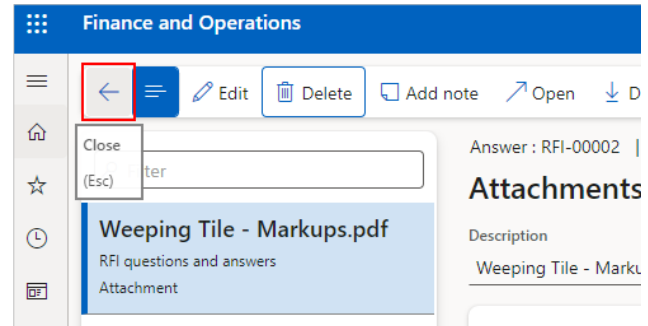 Finance and Operations
Edit Delete Add note Open D
Close
(Esc)
ter
Answer : RFI-00002 |
Attachments
Weeping Tile - Markups.pdf
RFI questions and answers
Attachment
Description
Weeping Tile - Marku